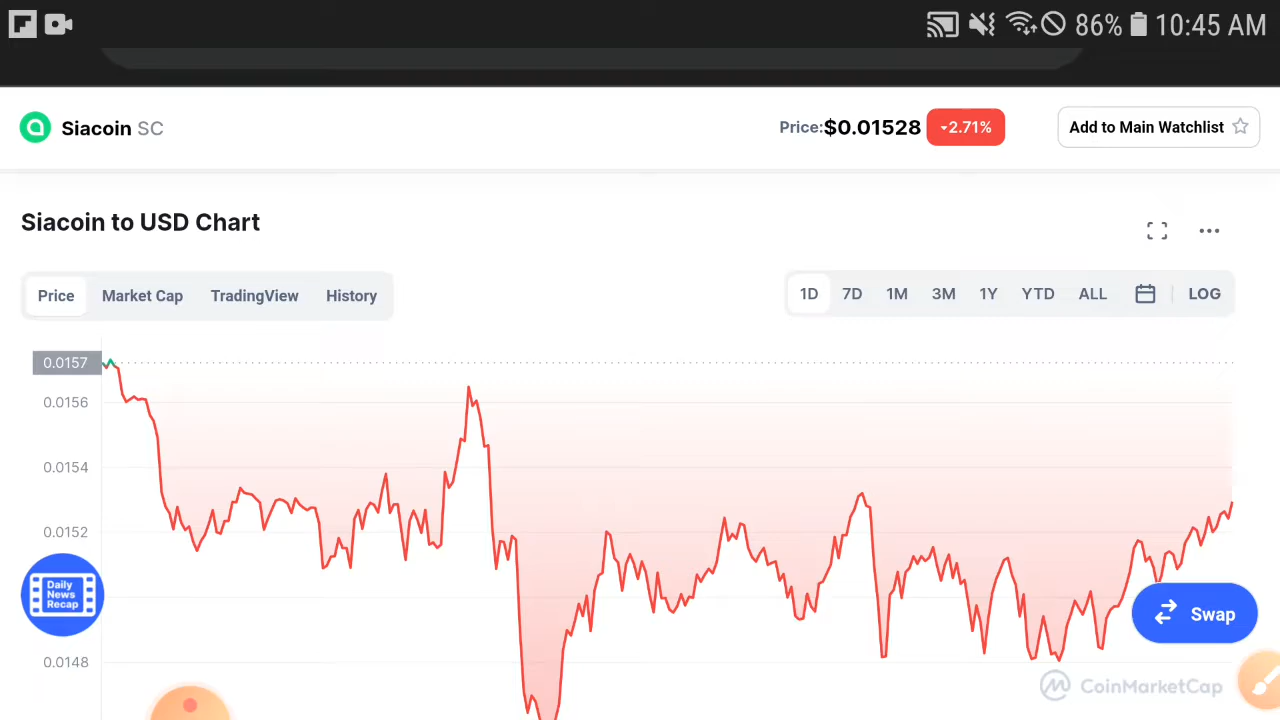 86% 10:45 AM
Siacoin SC
Price:$0.01528
2.71%
Add to Main Watchlist
Siacoin to USD Chart
Price Market Cap TradingView History
1D 7D 1M 3M 1Y YTD ALL LOG
0.0157
0.0156
0.0154
0.0152
Daily
News
Recap
Swap
0.0148
CoinMarketCap